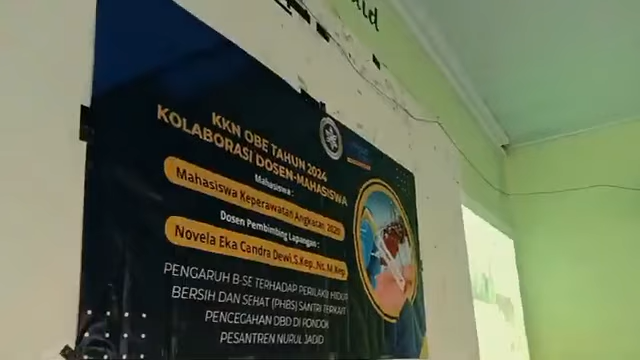 KKN OBE TAHUN 2024
KOLABORASI DOSEN-MAHASISWA
Mahasiswa :
Mahasiswa Keperawatan Angkatan 2020
Dosen Pembimbing Lapangan :
Novela Eka Candra Dewi,S.Kep.,Ns.,M.Kep
PENGARUH B-SE TERHADAP PERILAKU HIDUP
BERSIH DAN SEHAT (PHBS) SANTRI TERKAIT
PENCEGAHAN DBD DI PONDOK
PESANTREN NURUL JADID